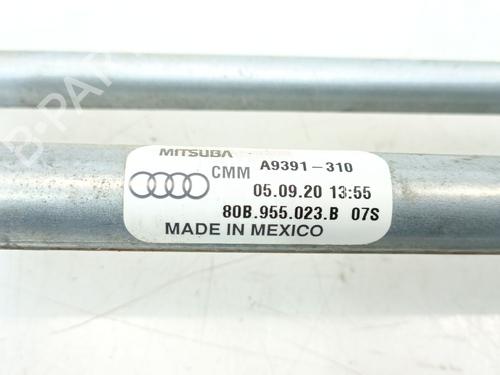 B-PARTS
MITSUBA
CMM A9391-310
05.09.20 13:55
80B.955.023.B 07S
MADE IN MEXICO